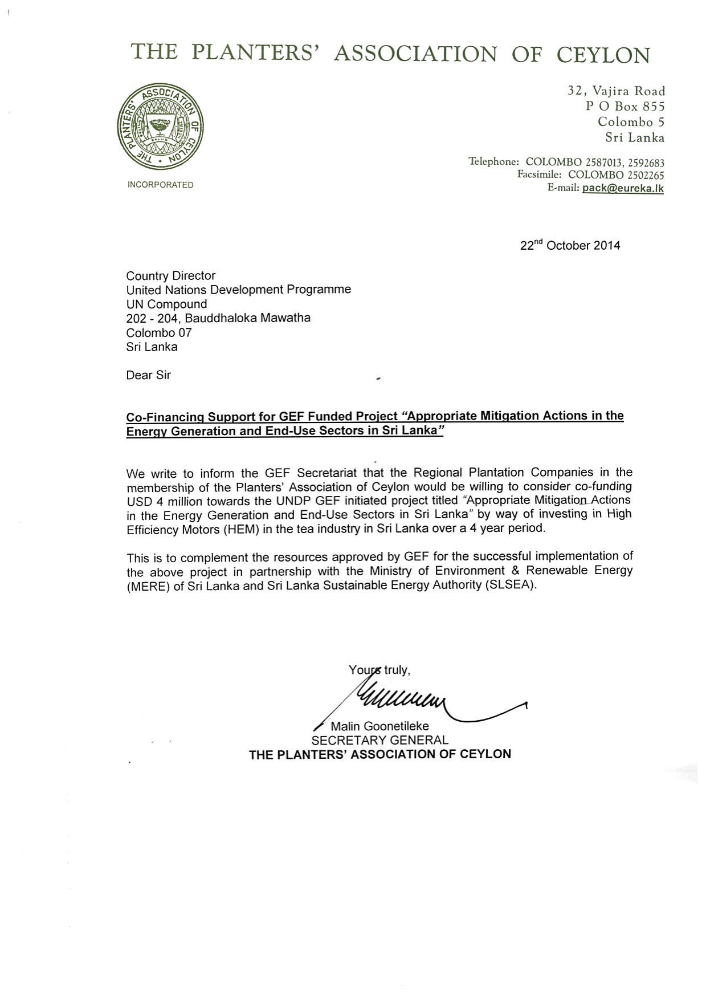 THE PLANTERS' ASSOCIATION OF CEYLON
THE PLANTERS' ASSOCIATION OF CEYLON
SALUS
INCORPORATED
32, Vajira Road
P O Box 855
Colombo 5
Sri Lanka
Telephone: COLOMBO 2587013, 2592683
Facsimile: COLOMBO 2502265
E-mail: pack@eureka.lk
22nd October 2014
Country Director
United Nations Development Programme
UN Compound
202 - 204, Bauddhaloka Mawatha
Colombo 07
Sri Lanka
Dear Sir
Co-Financing Support for GEF Funded Project “Appropriate Mitigation Actions in the
Energy Generation and End-Use Sectors in Sri Lanka”
We write to inform the GEF Secretariat that the Regional Plantation Companies in the
membership of the Planters’ Association of Ceylon would be willing to consider co-funding
USD 4 million towards the UNDP GEF initiated project titled “Appropriate Mitigation Actions
in the Energy Generation and End-Use Sectors in Sri Lanka” by way of investing in High
Efficiency Motors (HEM) in the tea industry in Sri Lanka over a 4 year period.
This is to complement the resources approved by GEF for the successful implementation of
the above project in partnership with the Ministry of Environment & Renewable Energy
(MERE) of Sri Lanka and Sri Lanka Sustainable Energy Authority (SLSEA).
Yours truly,
Malin Goonetileke
SECRETARY GENERAL
THE PLANTERS’ ASSOCIATION OF CEYLON